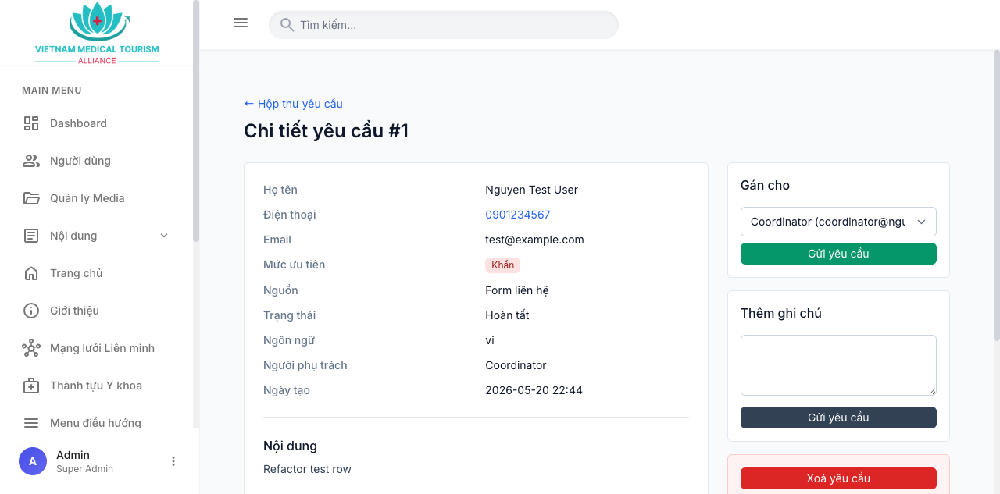 VIETNAM MEDICAL TOURISM
ALLIANCE
MAIN MENU
Dashboard
Người dùng
Quản lý Media
Nội dung
Trang chủ
Giới thiệu
Mạng lưới Liên minh
Thành tựu Y khoa
Menu điều hướng
A
Admin
Super Admin
Tìm kiếm...
← Hộp thư yêu cầu
Chi tiết yêu cầu #1
Họ tên Nguyen Test User
Điện thoại 0901234567
Email test@example.com
Mức ưu tiên Khẩn
Nguồn Form liên hệ
Trạng thái Hoàn tất
Ngôn ngữ vi
Người phụ trách Coordinator
Ngày tạo 2026-05-20 22:44
Nội dung
Refactor test row
Gán cho
Coordinator (coordinator@ngu
Gửi yêu cầu
Thêm ghi chú
Gửi yêu cầu
Xoá yêu cầu